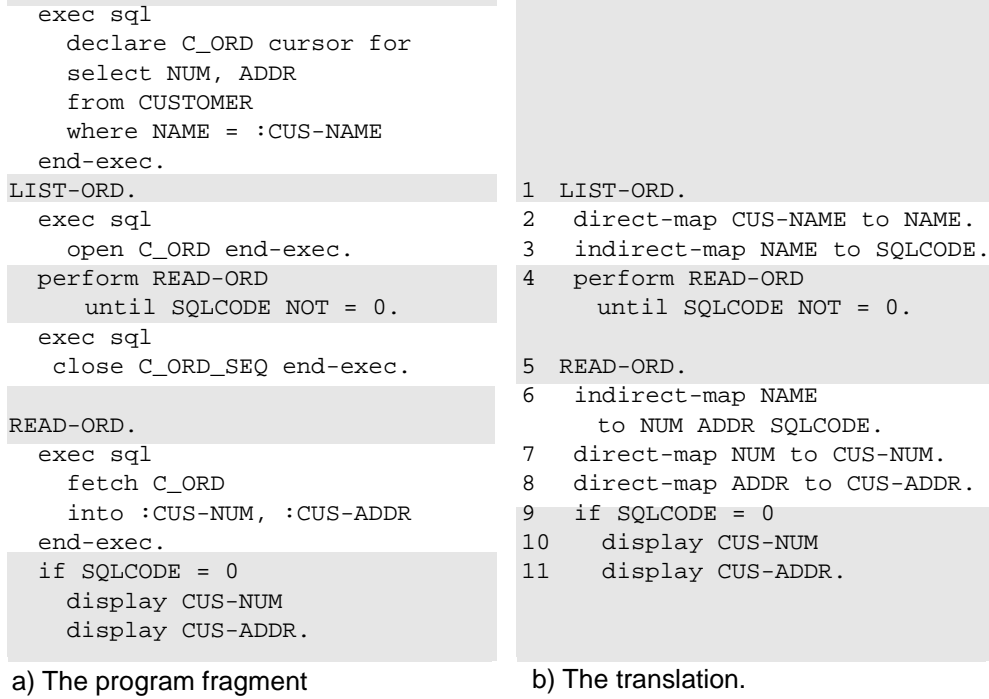 exec sql
declare C_ORD cursor for
select NUM, ADDR
from CUSTOMER
where NAME = :CUS-NAME
end-exec.
LIST-ORD.
exec sql
open C_ORD end-exec.
perform READ-ORD
until SQLCODE NOT = 0.
exec sql
close C_ORD_SEQ end-exec.
READ-ORD.
exec sql
fetch C_ORD
into :CUS-NUM, :CUS-ADDR
end-exec.
if SQLCODE = 0
display CUS-NUM
display CUS-ADDR.
a) The program fragment
1 LIST-ORD.
2 direct-map CUS-NAME to NAME.
3 indirect-map NAME to SQLCODE.
4 perform READ-ORD
until SQLCODE NOT = 0.
5 READ-ORD.
6 indirect-map NAME
to NUM ADDR SQLCODE.
7 direct-map NUM to CUS-NUM.
8 direct-map ADDR to CUS-ADDR.
9 if SQLCODE = 0
10 display CUS-NUM
11 display CUS-ADDR.
b) The translation.